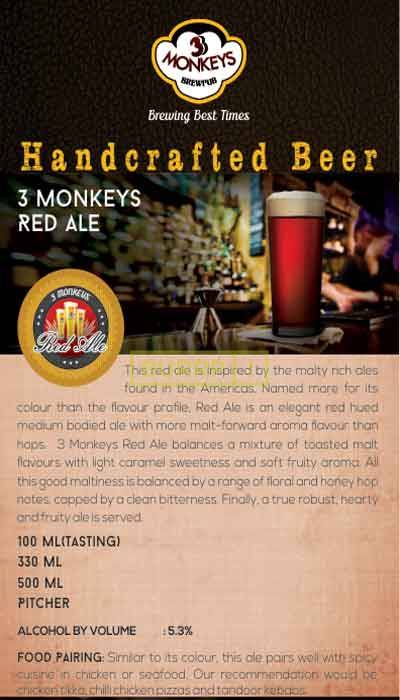 3
MONKEYS
BREWPUB
Brewing Best Times
Handcrafted Beer
3 MONKEYS
RED ALE
3 MONKEYS
Red Ale
This red ale is inspired by the malty rich ales
found in the Americas. Named more for its
colour than the flavour profile, Red Ale is an elegant red hued
medium bodied ale with more malt-forward aroma flavour than
hops. 3 Monkeys Red Ale balances a mixture of toasted malt
flavours with light caramel sweetness and soft fruity aroma. All
this good maltiness is balanced by a range of floral and honey hop
notes, capped by a clean bitterness. Finally, a true robust, hearty
and fruity ale is served.
100 ML(TASTING)
330 ML
500 ML
PITCHER
ALCOHOL BY VOLUME : 5.3%
FOOD PAIRING: Similar to its colour, this ale pairs well with spicy
cuisine in chicken or seafood. Our recommendation would be
chicken tikka, chilli chicken pizzas and tandoor kebabs.